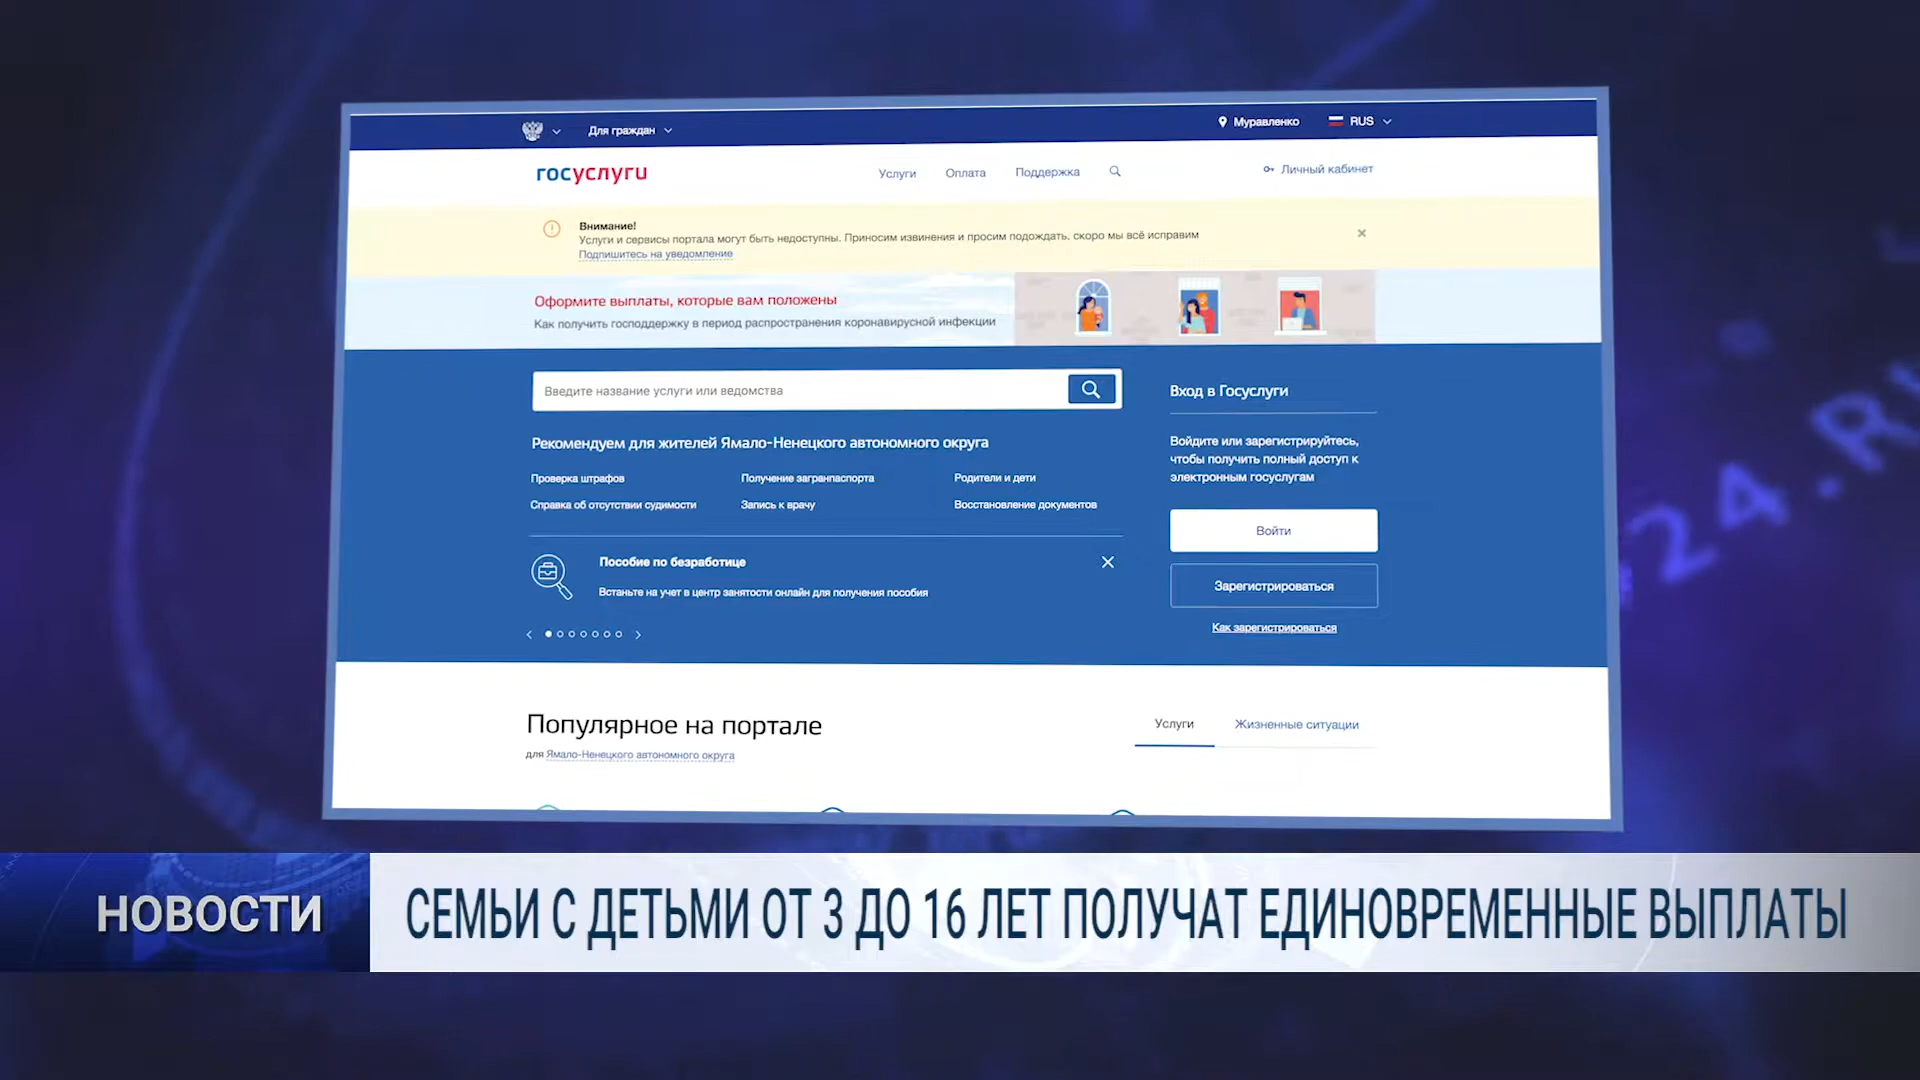 Для граждан
Муравленко
RUS
госуслуги
Услуги
Оплата
Поддержка
Личный кабинет
Внимание!
Услуги и сервисы портала могут быть недоступны. Приносим извинения и просим подождать, скоро мы всё исправим
Подпишитесь на уведомление
Оформите выплаты, которые вам положены
Как получить господдержку в период распространения коронавирусной инфекции
Введите название услуги или ведомства
Рекомендуем для жителей Ямало-Ненецкого автономного округа
Проверка штрафов
Получение загранпаспорта
Родители и дети
Справка об отсутствии судимости
Запись к врачу
Восстановление документов
Пособие по безработице
Встаньте на учет в центр занятости онлайн для получения пособия
Вход в Госуслуги
Войдите или зарегистрируйтесь,
чтобы получить полный доступ к
электронным госуслугам
Войти
Зарегистрироваться
Как зарегистрироваться
Популярное на портале
для Ямало-Ненецкого автономного округа
Услуги
Жизненные ситуации
24.RU
НОВОСТИ
СЕМЬИ С ДЕТЬМИ ОТ 3 ДО 16 ЛЕТ ПОЛУЧАТ ЕДИНОВРЕМЕННЫЕ ВЫПЛАТЫ